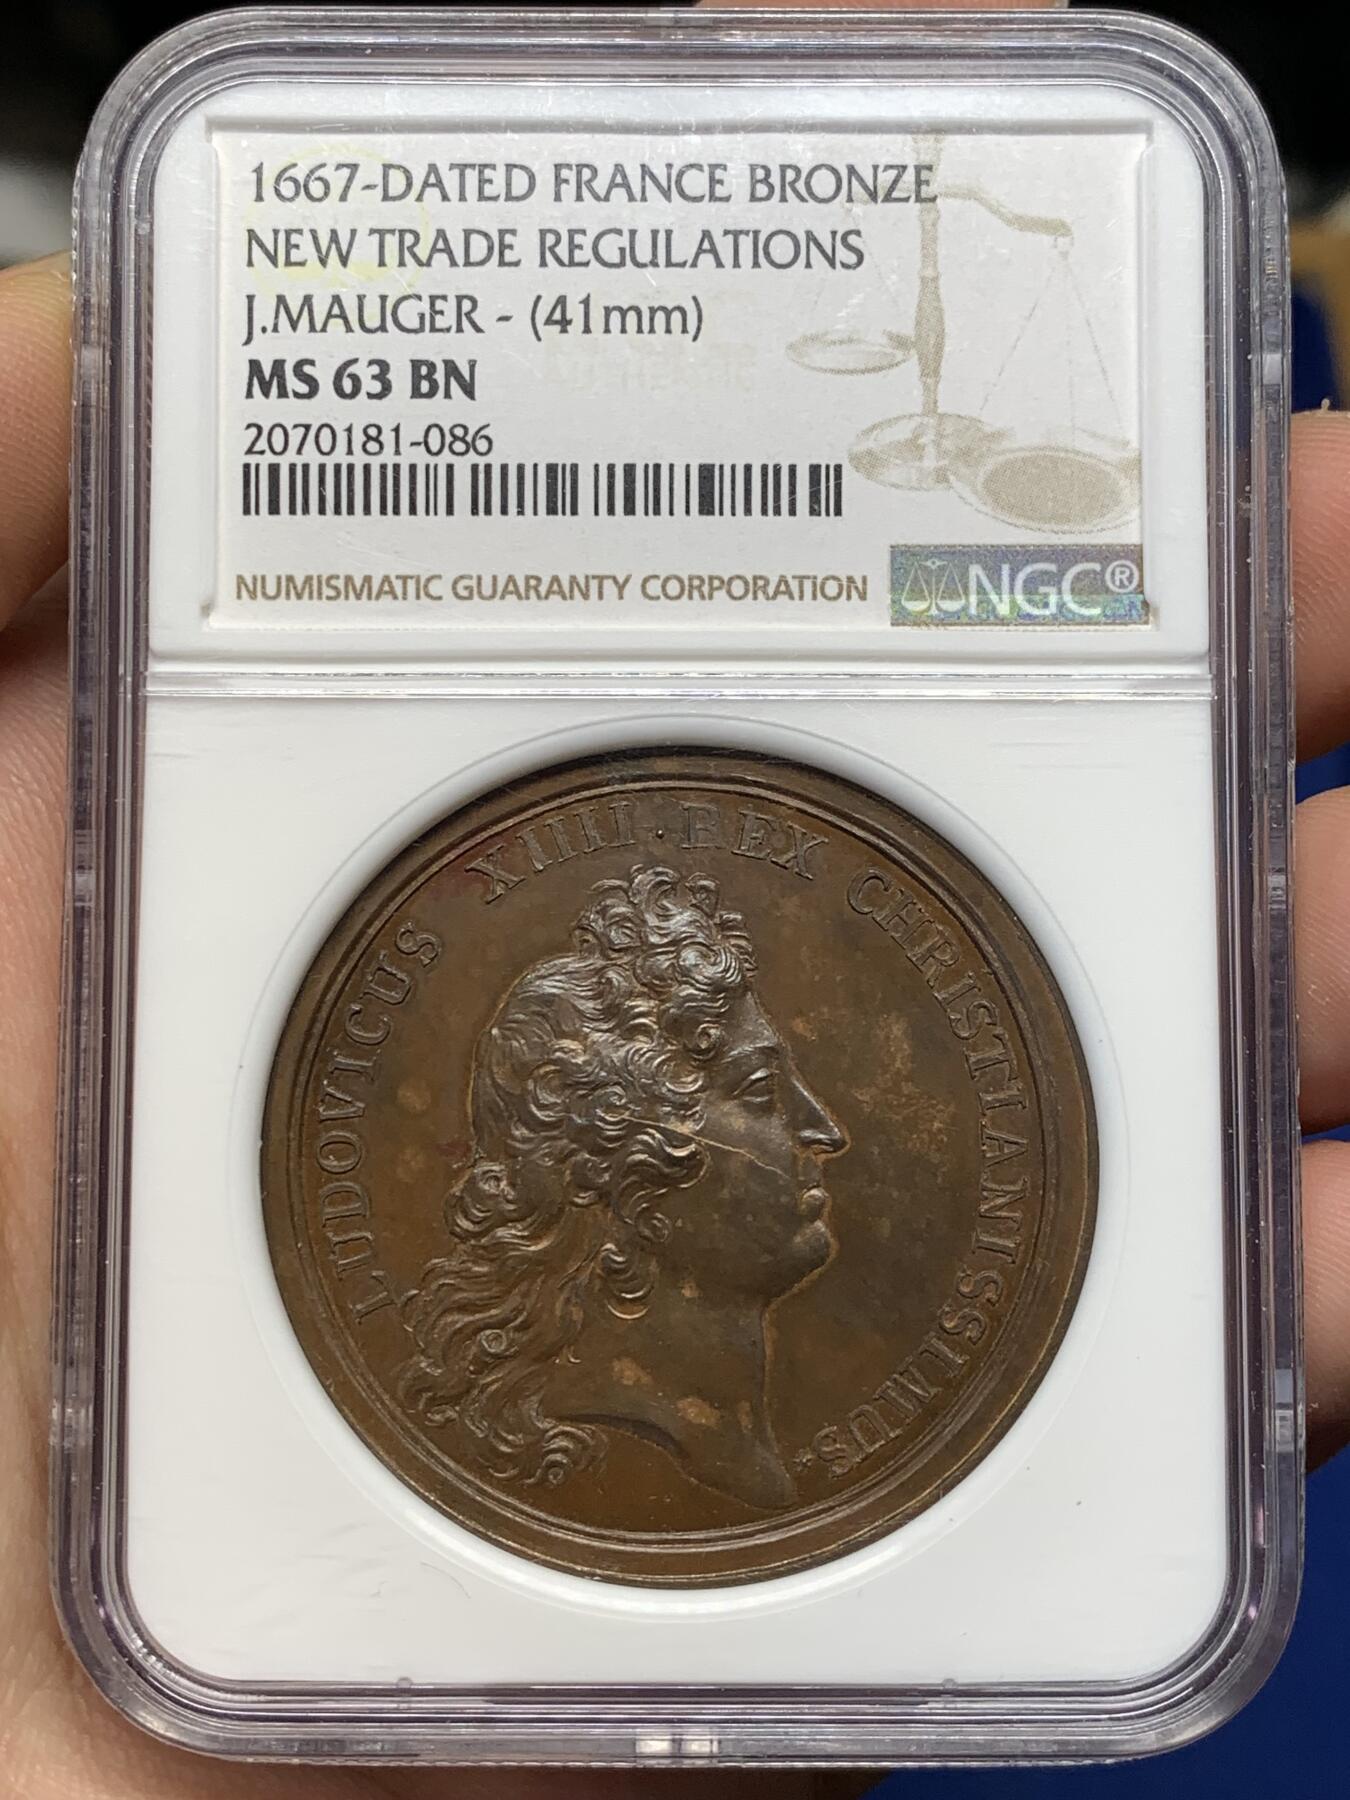 1667-DATED FRANCE BRONZE
NEW TRADE REGULATIONS
J.MAUGER - (41mm)
MS 63 BN
2070181-086
NUMISMATIC GUARANTY CORPORATION
NGC®
LUDOVICUS XIIII · REX CHRISTIANISSIMUS ·